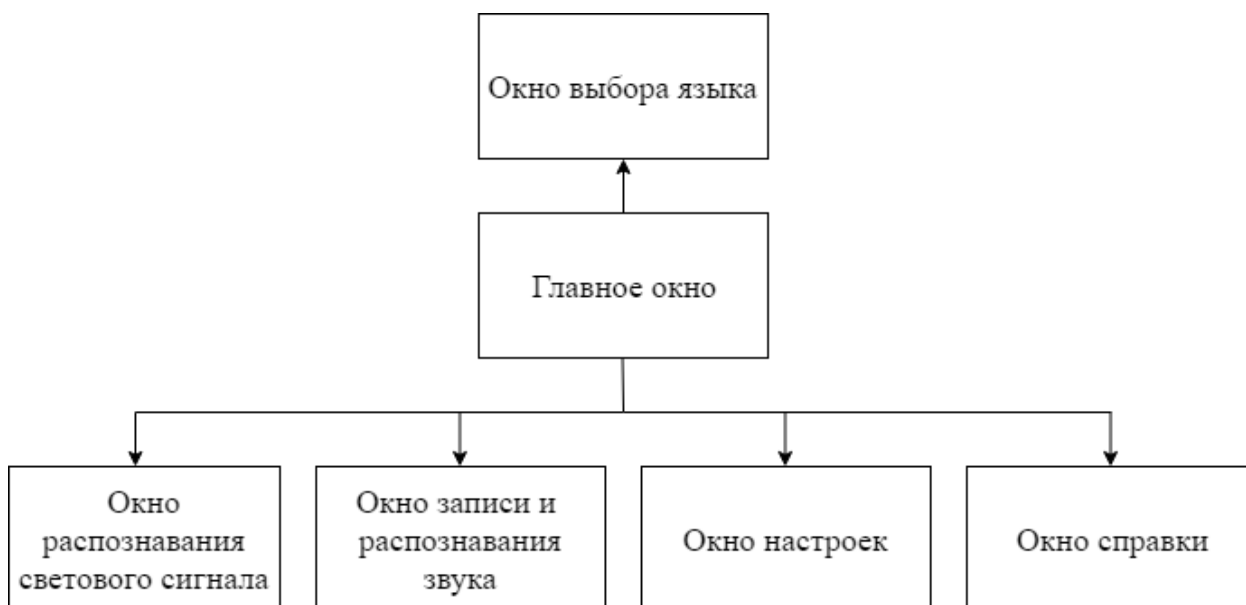 Окно выбора языка
Главное окно
Окно
распознавания
светового сигнала
Окно записи и
распознавания
звука
Окно настроек
Окно справки